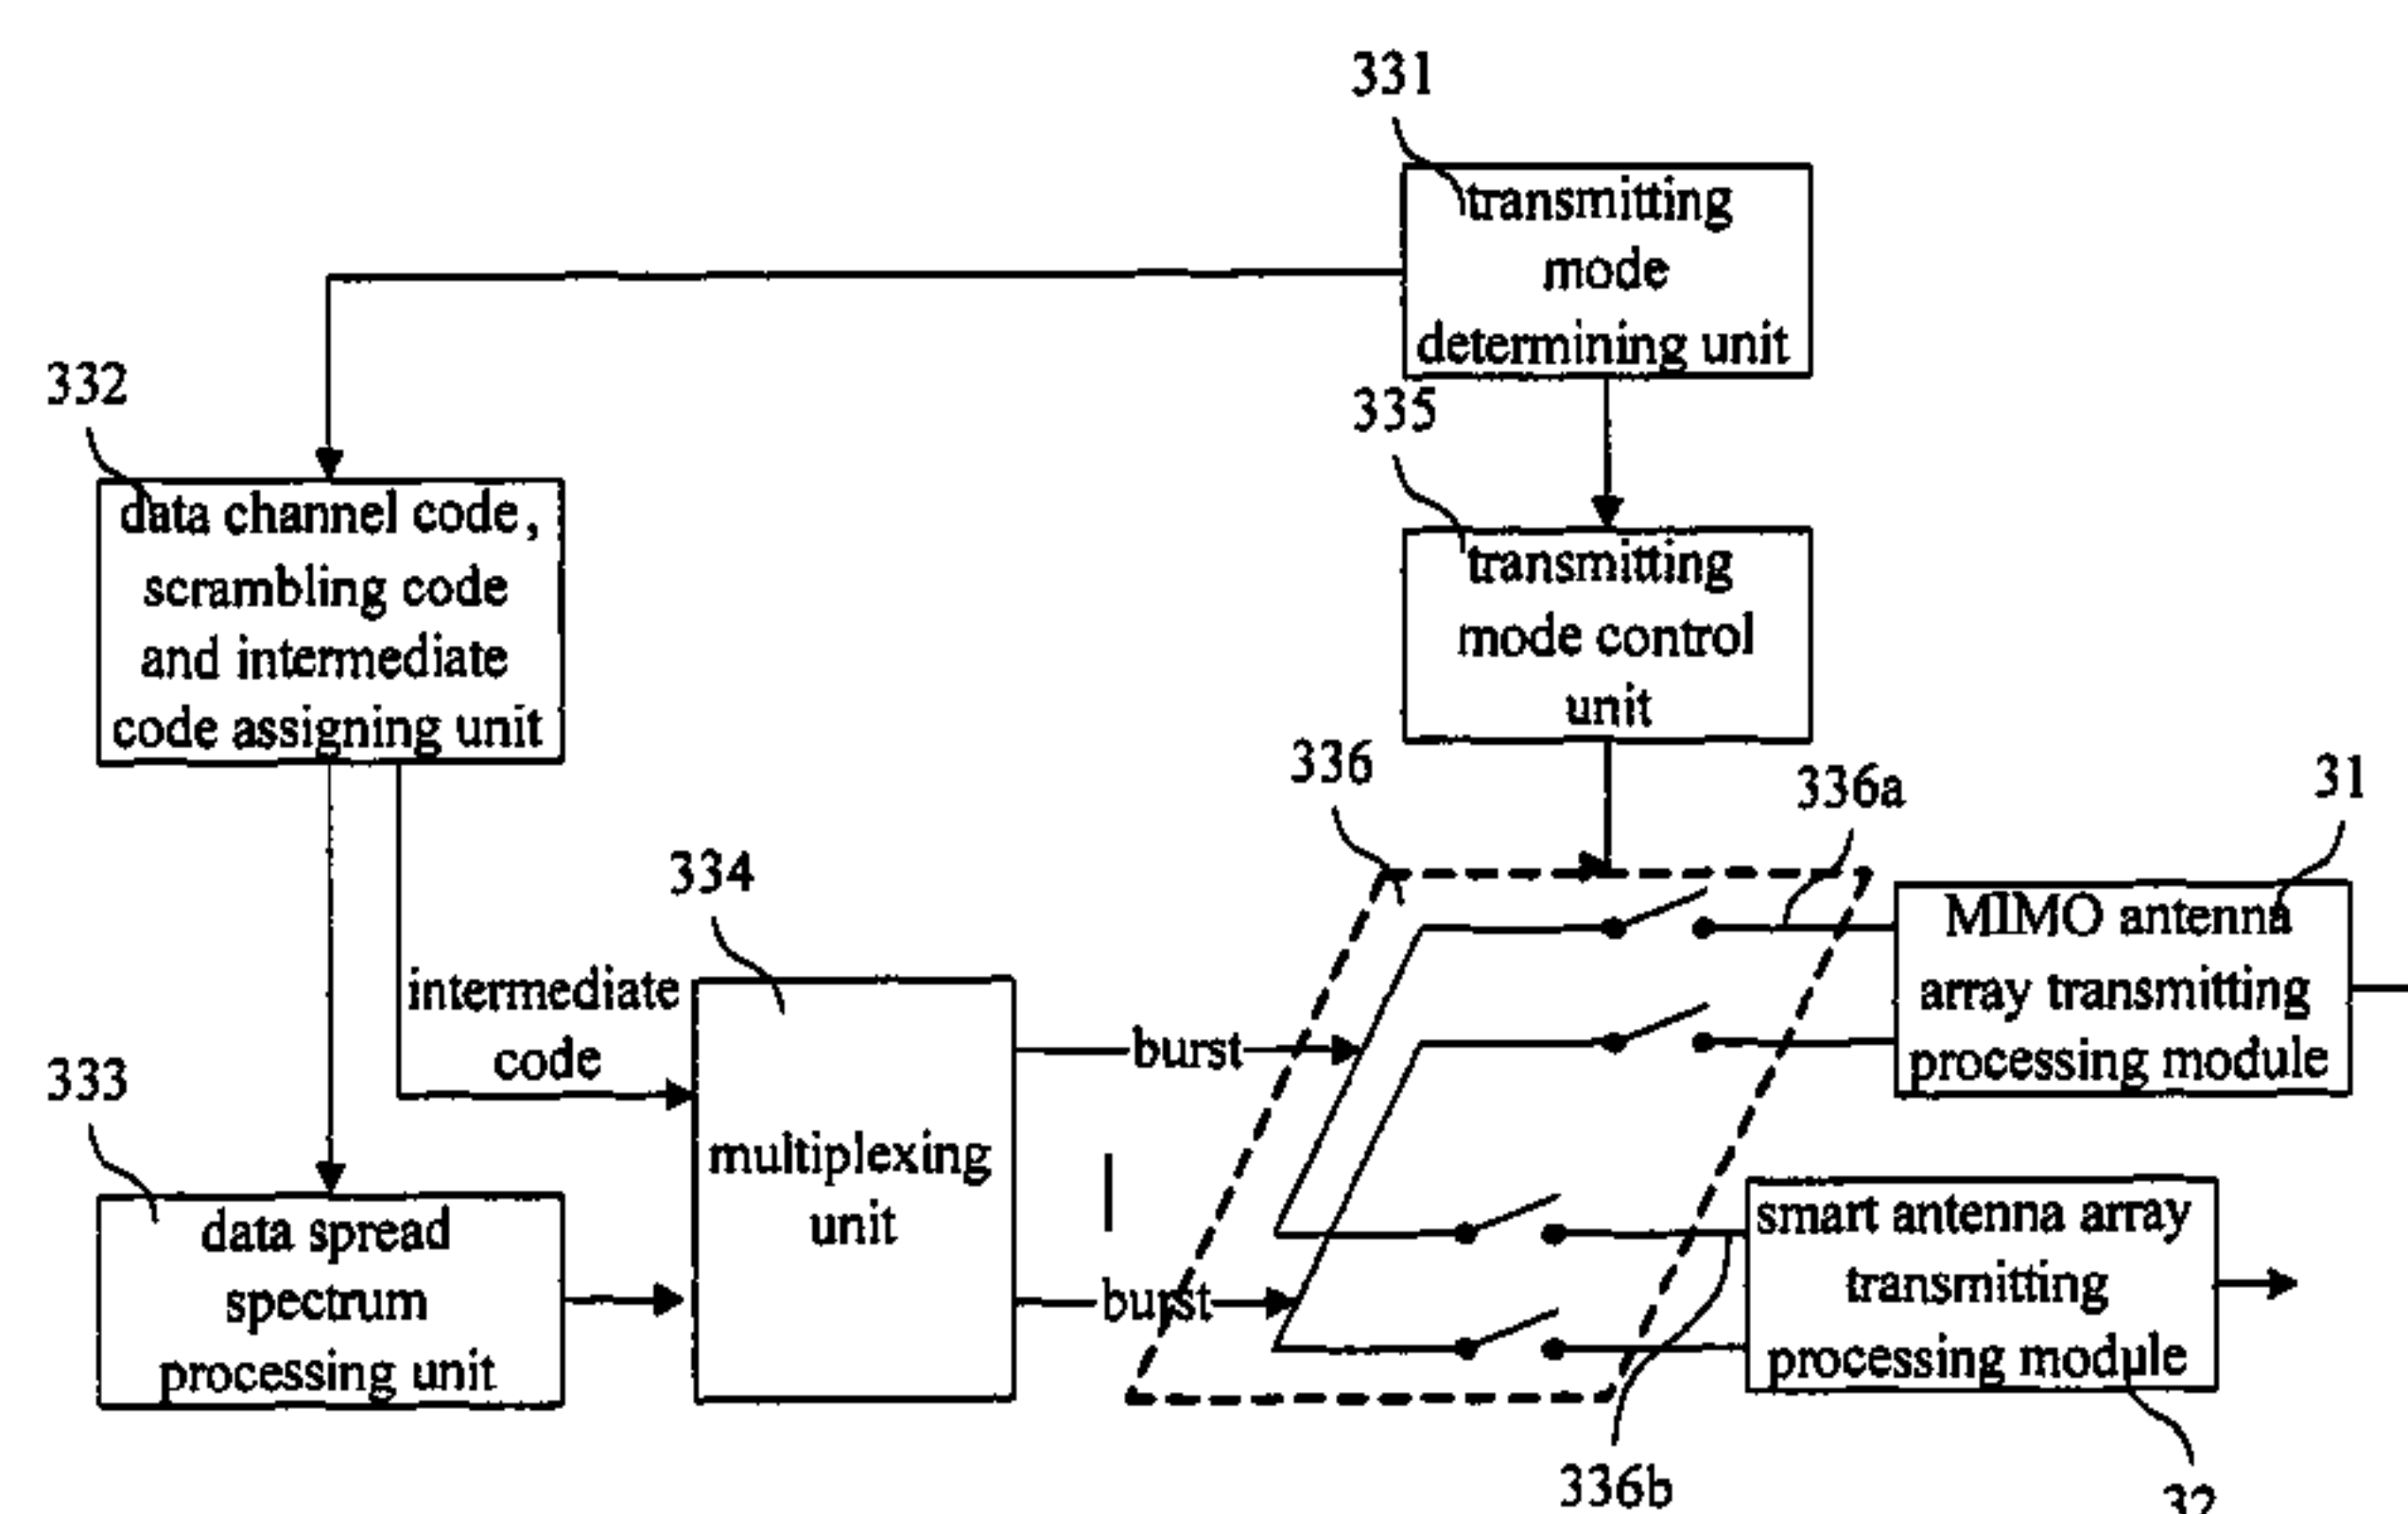 331
transmitting
mode
determining unit
332
335
data channel code,
scrambling code
and intermediate
code assigning unit
transmitting
mode control
unit
336
336a
31
334
MIMO antenna
array transmitting
processing module
intermediate
code
burst
333
multiplexing
unit
data spread
spectrum
processing unit
burst
smart antenna array
transmitting
processing module
336b
32